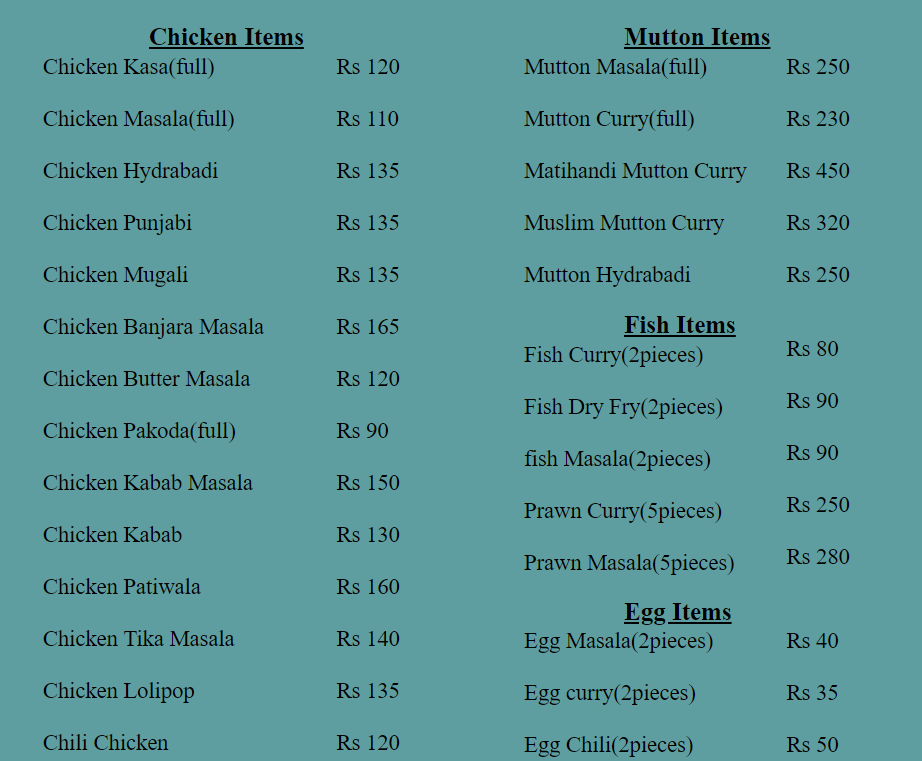 Chicken Items
Chicken Kasa(full) Rs 120
Chicken Masala(full) Rs 110
Chicken Hydrabadi Rs 135
Chicken Punjabi Rs 135
Chicken Mugali Rs 135
Chicken Banjara Masala Rs 165
Chicken Butter Masala Rs 120
Chicken Pakoda(full) Rs 90
Chicken Kabab Masala Rs 150
Chicken Kabab Rs 130
Chicken Patiwala Rs 160
Chicken Tika Masala Rs 140
Chicken Lolipop Rs 135
Chili Chicken Rs 120
Mutton Items
Mutton Masala(full) Rs 250
Mutton Curry(full) Rs 230
Matihandi Mutton Curry Rs 450
Muslim Mutton Curry Rs 320
Mutton Hydrabadi Rs 250
Fish Items
Fish Curry(2pieces) Rs 80
Fish Dry Fry(2pieces) Rs 90
fish Masala(2pieces) Rs 90
Prawn Curry(5pieces) Rs 250
Prawn Masala(5pieces) Rs 280
Egg Items
Egg Masala(2pieces) Rs 40
Egg curry(2pieces) Rs 35
Egg Chili(2pieces) Rs 50